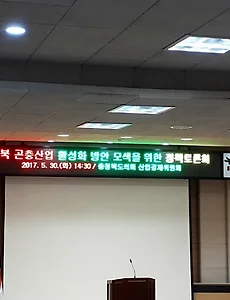 북 곤충산업 활성화 방안 모색을 위한 정책토론회
2017. 5. 30.(화) 14:30 / 충청북도의회 산업경제위원회